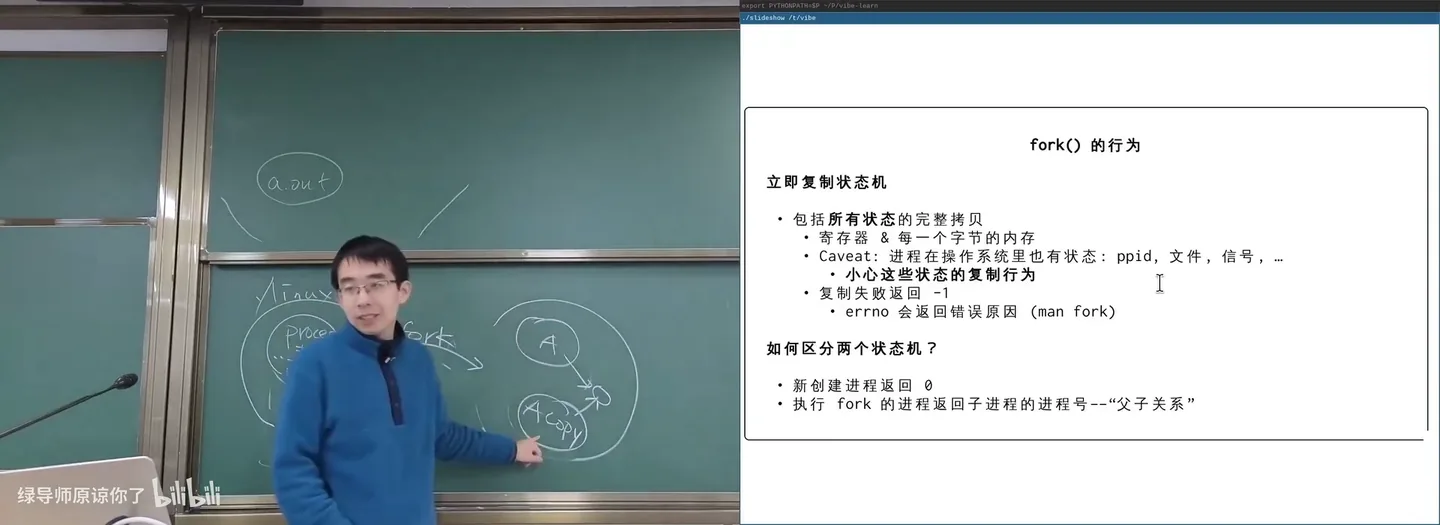 a.out
linux
fork
A
A
copy
绿导师原谅你了 bilibili
export PYTHONPATH=$P ~/P/vibe-learn
./slideshow /t/vibe
fork() 的行为
立即复制状态机
• 包括所有状态的完整拷贝
• 寄存器 & 每一个字节的内存
• Caveat: 进程在操作系统里也有状态: ppid, 文件, 信号, …
• 小心这些状态的复制行为
• 复制失败返回 -1
• errno 会返回错误原因 (man fork)
如何区分两个状态机?
• 新创建进程返回 0
• 执行 fork 的进程返回子进程的进程号--“父子关系”